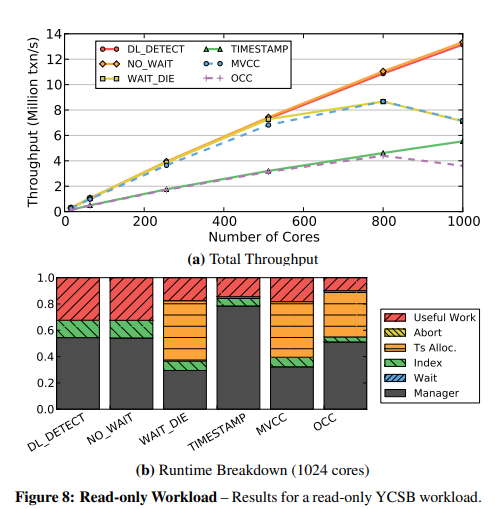 14
12
10
8
6
4
2
0
Throughput (Million txn/s)
DL_DETECT
NO_WAIT
WAIT_DIE
TIMESTAMP
MVCC
OCC
0 200 400 600 800 1000
Number of Cores
(a) Total Throughput
1.0
0.8
0.6
0.4
0.2
0.0
DL_DETECT NO_WAIT WAIT_DIE TIMESTAMP MVCC OCC
Useful Work
Abort
Ts Alloc.
Index
Wait
Manager
(b) Runtime Breakdown (1024 cores)
Figure 8: Read-only Workload – Results for a read-only YCSB workload.